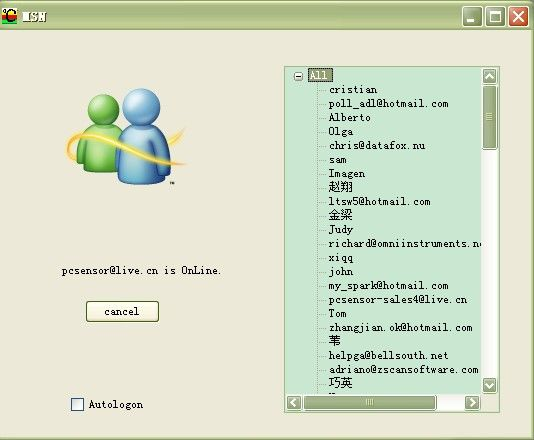 MSN
All
cristian
poll_adl@hotmail.com
Alberto
Olga
chris@datafox.nu
sam
Imagen
赵翔
ltsw5@hotmail.com
金梁
Judy
richard@omniinstruments.ne
xiqq
john
my_spark@hotmail.com
pcsensor-sales4@live.cn
Tom
zhangjian.ok@hotmail.com
苇
helpga@bellsouth.net
adriano@zscansoftware.com
巧英
pcsensor@live.cn is OnLine.
cancel
Autologon